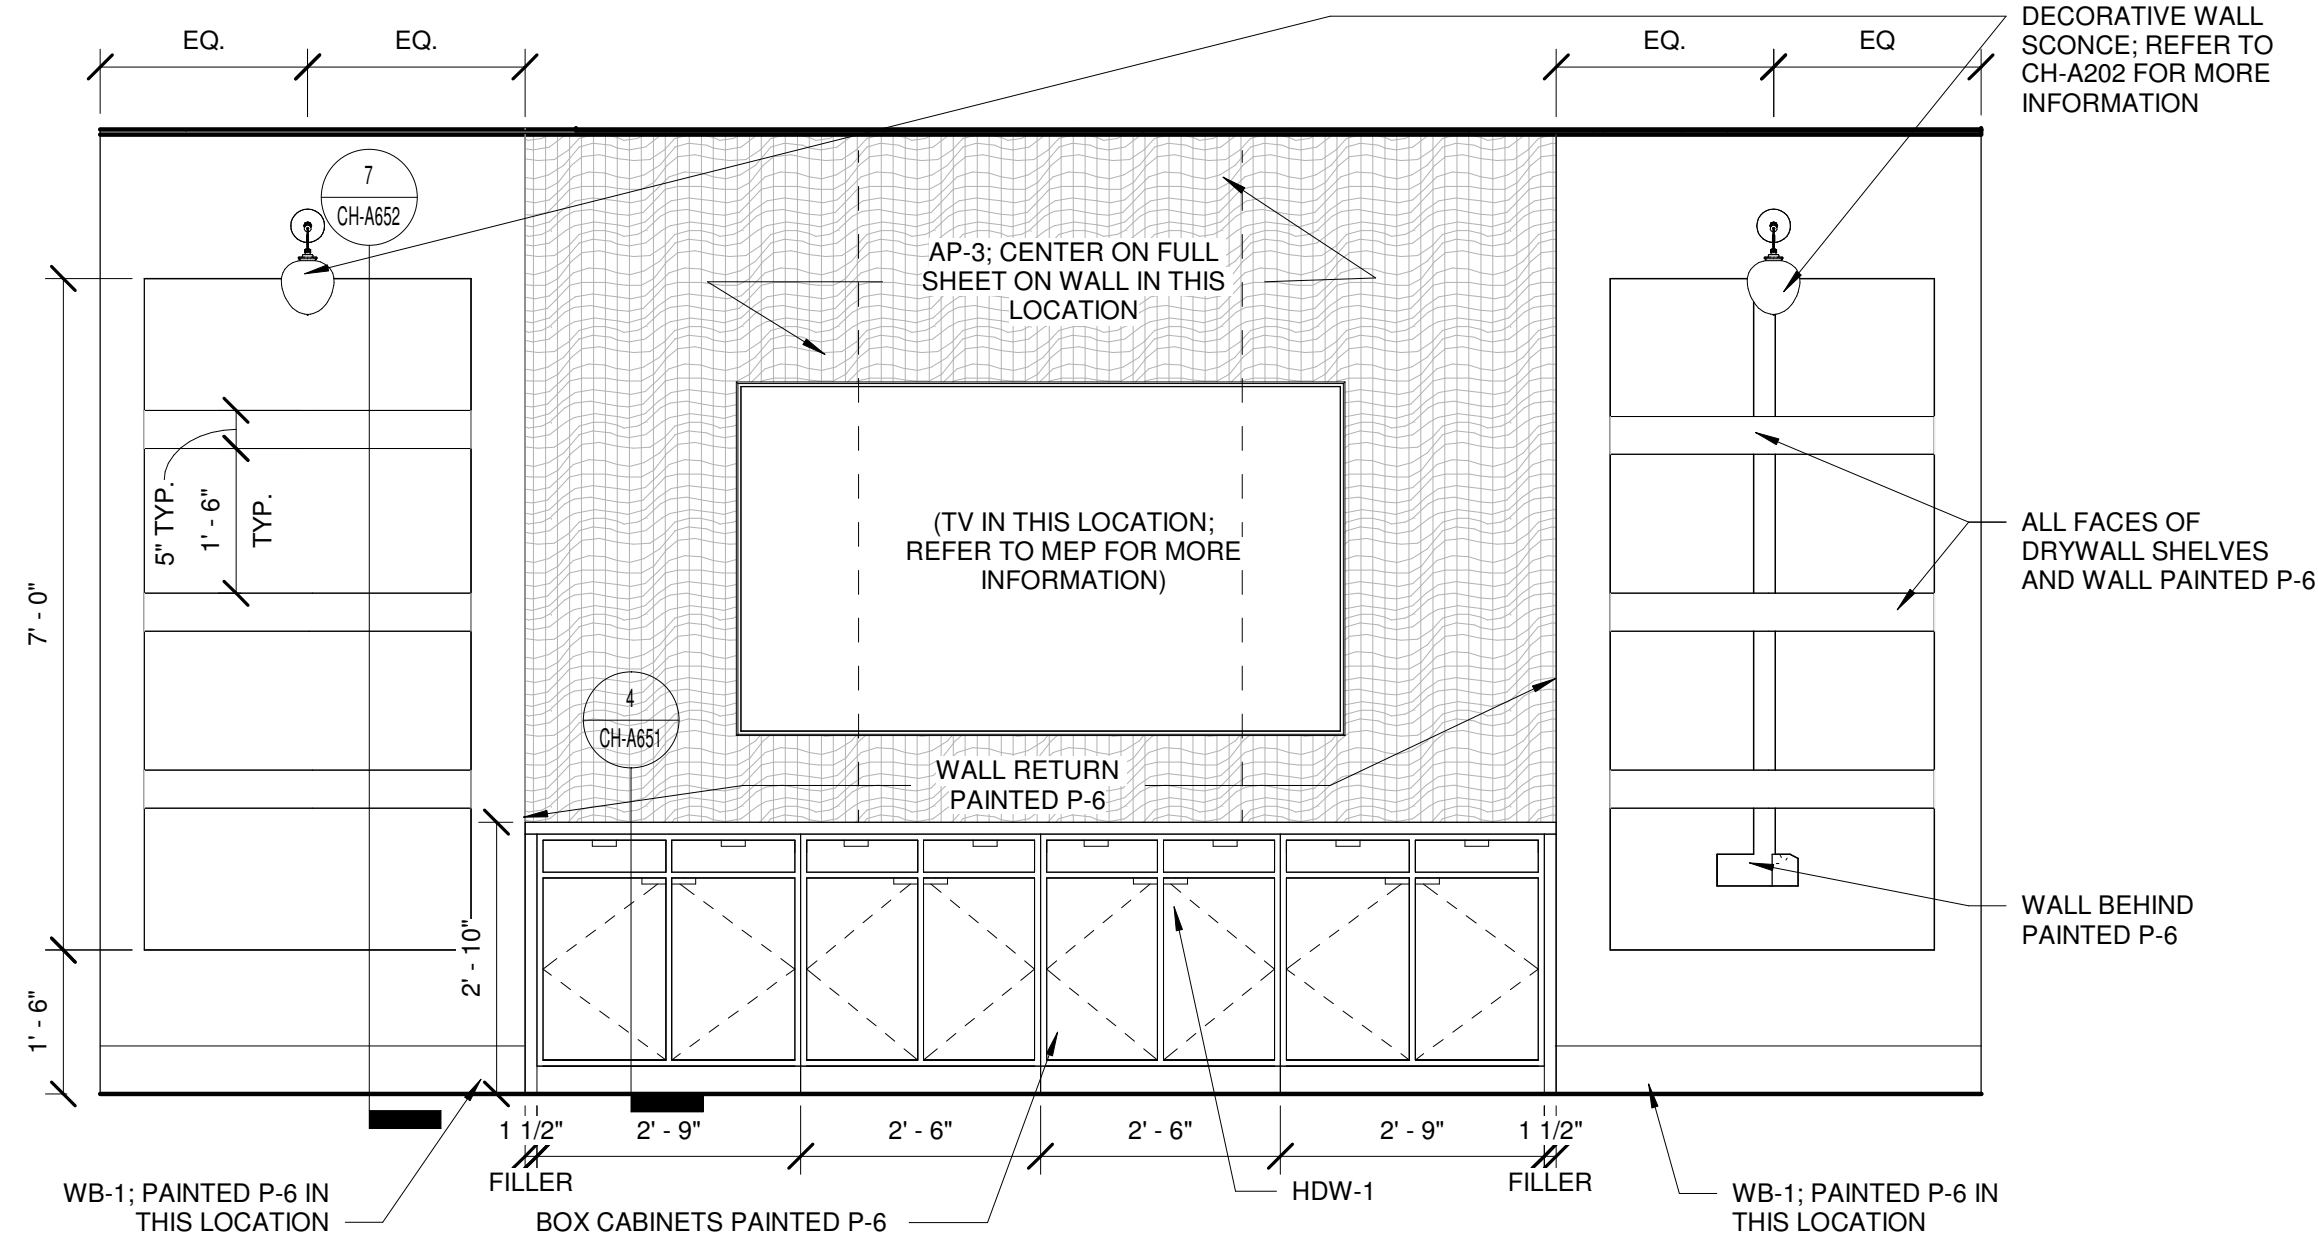 EQ.
EQ.
EQ.
EQ
DECORATIVE WALL
SCONCE; REFER TO
CH-A202 FOR MORE
INFORMATION
7
CH-A652
AP-3; CENTER ON FULL
SHEET ON WALL IN THIS
LOCATION
5" TYP.
1' - 6"
TYP.
7' - 0"
(TV IN THIS LOCATION;
REFER TO MEP FOR MORE
INFORMATION)
ALL FACES OF
DRYWALL SHELVES
AND WALL PAINTED P-6
4
CH-A651
WALL RETURN
PAINTED P-6
2' - 10"
WALL BEHIND
PAINTED P-6
1' - 6"
1 1/2"
2' - 9"
2' - 6"
2' - 6"
2' - 9"
1 1/2"
FILLER
FILLER
WB-1; PAINTED P-6 IN
THIS LOCATION
BOX CABINETS PAINTED P-6
HDW-1
WB-1; PAINTED P-6 IN
THIS LOCATION